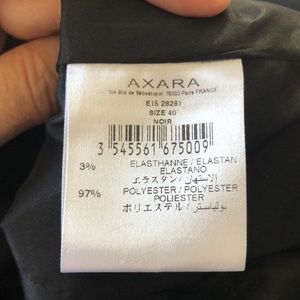 AXARA
104 Bld de Sébastopol 75003 Paris FRANCE
E15 28261
SIZE 40
NOIR
3 545561 675009
3% ELASTHANNE / ELASTAN
ELASTANO
エラスタン / الاستهان
97% POLYESTER / POLYESTER
POLIESTER
ポリエステル / بوليستر